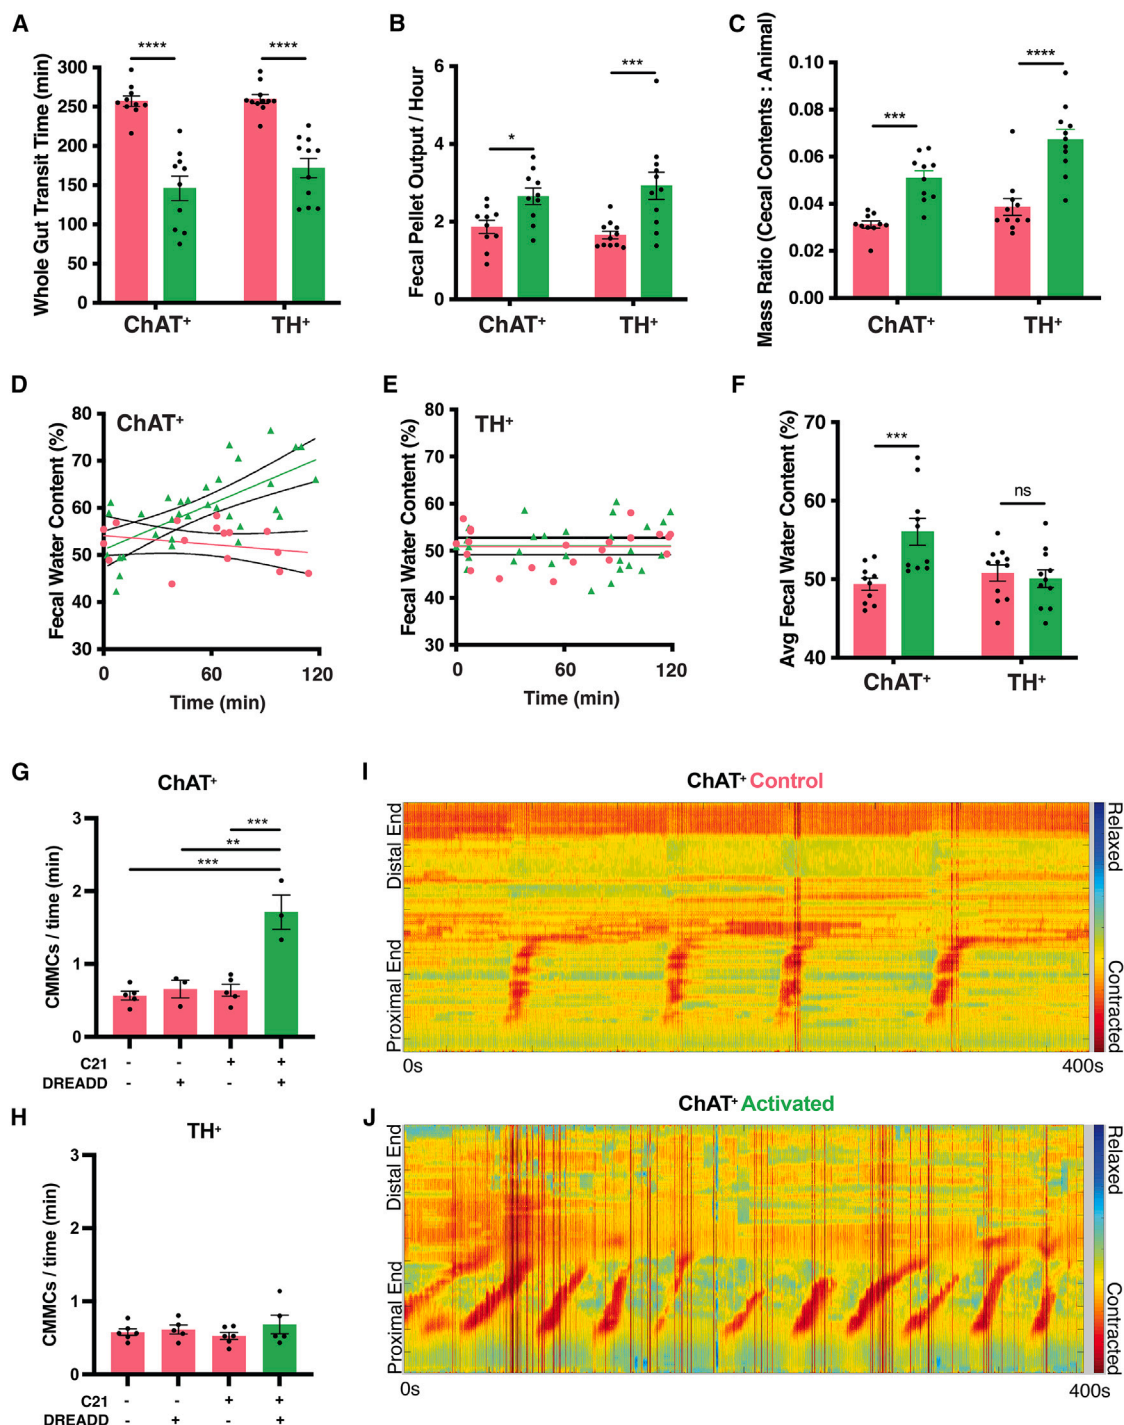 A
Whole Gut Transit Time (min)
300
250
200
150
100
50
0
****
****
ChAT+
TH+
B
Fecal Pellet Output / Hour
6
4
2
0
*
***
ChAT+
TH+
C
Mass Ratio (Cecal Contents : Animal)
0.10
0.08
0.06
0.04
0.02
0.00
***
****
ChAT+
TH+
D
ChAT+
Fecal Water Content (%)
80
70
60
50
40
30
0
60
120
Time (min)
E
TH+
Fecal Water Content (%)
80
70
60
50
40
30
0
60
120
Time (min)
F
Avg Fecal Water Content (%)
70
60
50
40
***
ns
ChAT+
TH+
G
ChAT+
CMMCs / time (min)
3
2
1
0
***
**
***
C21 - - + +
DREADD - + - +
H
TH+
CMMCs / time (min)
3
2
1
0
C21 - - + +
DREADD - + - +
I
ChAT+ Control
Distal End
Proximal End
Relaxed
Contracted
0s
400s
J
ChAT+ Activated
Distal End
Proximal End
Relaxed
Contracted
0s
400s